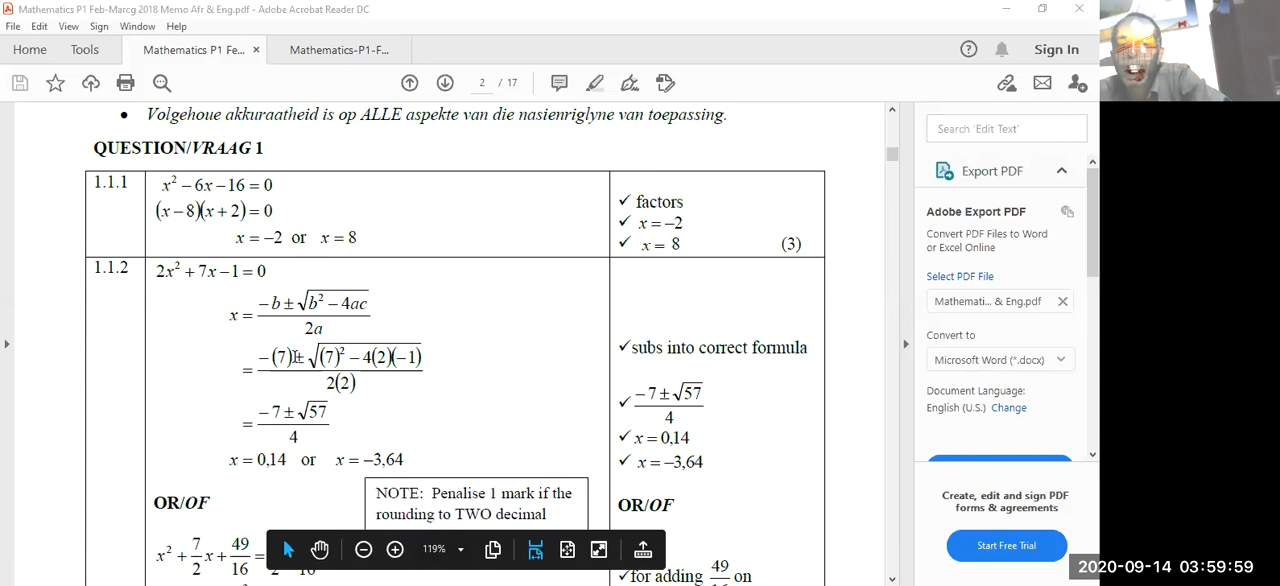 Mathematics P1 Feb-Marcg 2018 Memo Afr & Eng.pdf - Adobe Acrobat Reader DC
File Edit View Sign Window Help
Home Tools Mathematics P1 Fe... × Mathematics-P1-F... Sign In
2 / 17
• Volgehoue akkuraatheid is op ALLE aspekte van die nasienriglyne van toepassing.
QUESTION/VRAAG 1
1.1.1
x² − 6x − 16 = 0
(x − 8)(x + 2) = 0
x = −2 or x = 8
✓ factors
✓ x = −2
✓ x = 8 (3)
1.1.2
2x² + 7x − 1 = 0
x = (−b ± √(b² − 4ac)) / 2a
= (−(7) ± √((7)² − 4(2)(−1))) / 2(2)
= (−7 ± √57) / 4
x = 0,14 or x = −3,64
✓subs into correct formula
✓ (−7 ± √57) / 4
✓ x = 0,14
✓ x = −3,64
OR/OF
NOTE: Penalise 1 mark if the
rounding to TWO decimal
OR/OF
x² + 7/2 x + 49/16 =
✓for adding 49 on
119%
Search 'Edit Text'
Export PDF
Adobe Export PDF
Convert PDF Files to Word
or Excel Online
Select PDF File
Mathemati... & Eng.pdf ×
Convert to
Microsoft Word (*.docx)
Document Language:
English (U.S.) Change
Create, edit and sign PDF
forms & agreements
Start Free Trial
2020-09-14 03:59:59